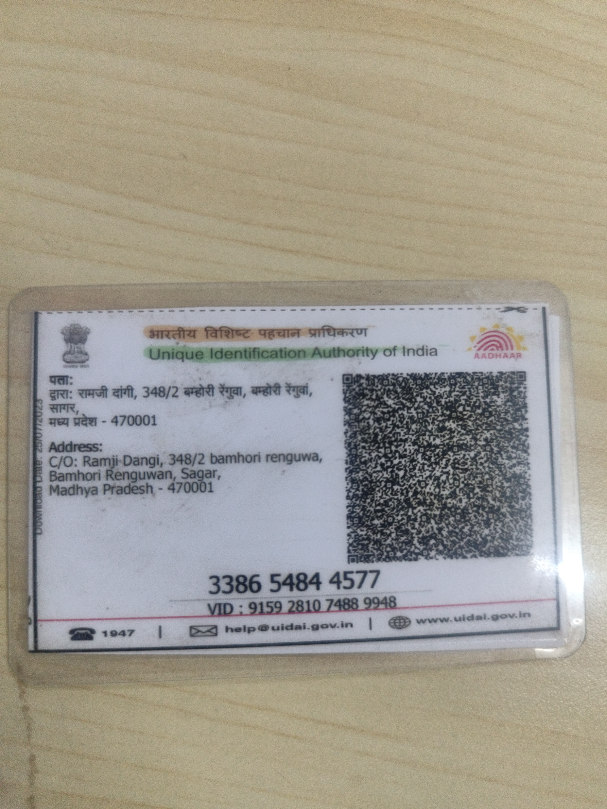 भारतीय विशिष्ट पहचान प्राधिकरण
Unique Identification Authority of India
AADHAAR
पता:
द्वारा: रामजी दांगी, 348/2 बम्होरी रेंगुवा, बम्होरी रेंगुवां,
सागर,
मध्य प्रदेश - 470001
Address:
C/O: Ramji Dangi, 348/2 bamhori renguwa,
Bamhori Renguwan, Sagar,
Madhya Pradesh - 470001
3386 5484 4577
VID : 9159 2810 7488 9948
1947
help@uidai.gov.in
www.uidai.gov.in
Download Date: